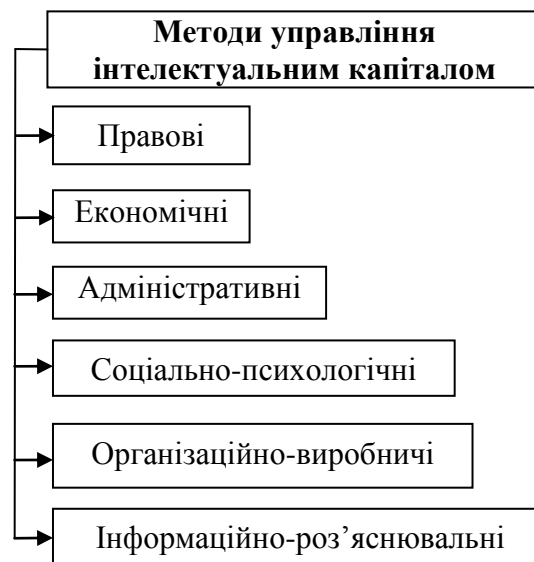 Методи управління
інтелектуальним капіталом
Правові
Економічні
Адміністративні
Соціально-психологічні
Організаційно-виробничі
Інформаційно-роз’яснювальні